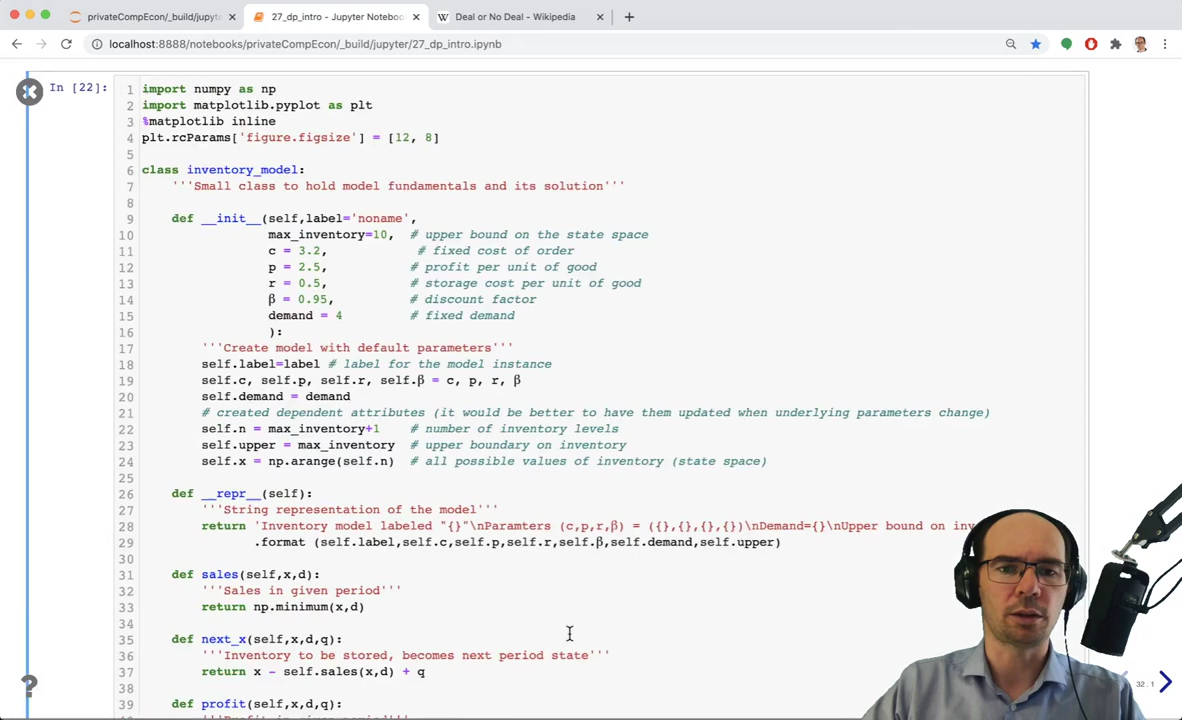 privateCompEcon/_build/jupyte
27_dp_intro - Jupyter Noteboo
Deal or No Deal - Wikipedia
localhost:8888/notebooks/privateCompEcon/_build/jupyter/27_dp_intro.ipynb
In [22]:
1 import numpy as np
2 import matplotlib.pyplot as plt
3 %matplotlib inline
4 plt.rcParams['figure.figsize'] = [12, 8]
5
6 class inventory_model:
7 '''Small class to hold model fundamentals and its solution'''
8
9 def __init__(self,label='noname',
10 max_inventory=10, # upper bound on the state space
11 c = 3.2, # fixed cost of order
12 p = 2.5, # profit per unit of good
13 r = 0.5, # storage cost per unit of good
14 β = 0.95, # discount factor
15 demand = 4 # fixed demand
16 ):
17 '''Create model with default parameters'''
18 self.label=label # label for the model instance
19 self.c, self.p, self.r, self.β = c, p, r, β
20 self.demand = demand
21 # created dependent attributes (it would be better to have them updated when underlying parameters change)
22 self.n = max_inventory+1 # number of inventory levels
23 self.upper = max_inventory # upper boundary on inventory
24 self.x = np.arange(self.n) # all possible values of inventory (state space)
25
26 def __repr__(self):
27 '''String representation of the model'''
28 return 'Inventory model labeled "{}"\nParamters (c,p,r,β) = ({},{},{},{})\nDemand={}\nUpper bound on inv
29 .format (self.label,self.c,self.p,self.r,self.β,self.demand,self.upper)
30
31 def sales(self,x,d):
32 '''Sales in given period'''
33 return np.minimum(x,d)
34
35 def next_x(self,x,d,q):
36 '''Inventory to be stored, becomes next period state'''
37 return x - self.sales(x,d) + q
38
39 def profit(self,x,d,q):
32.1